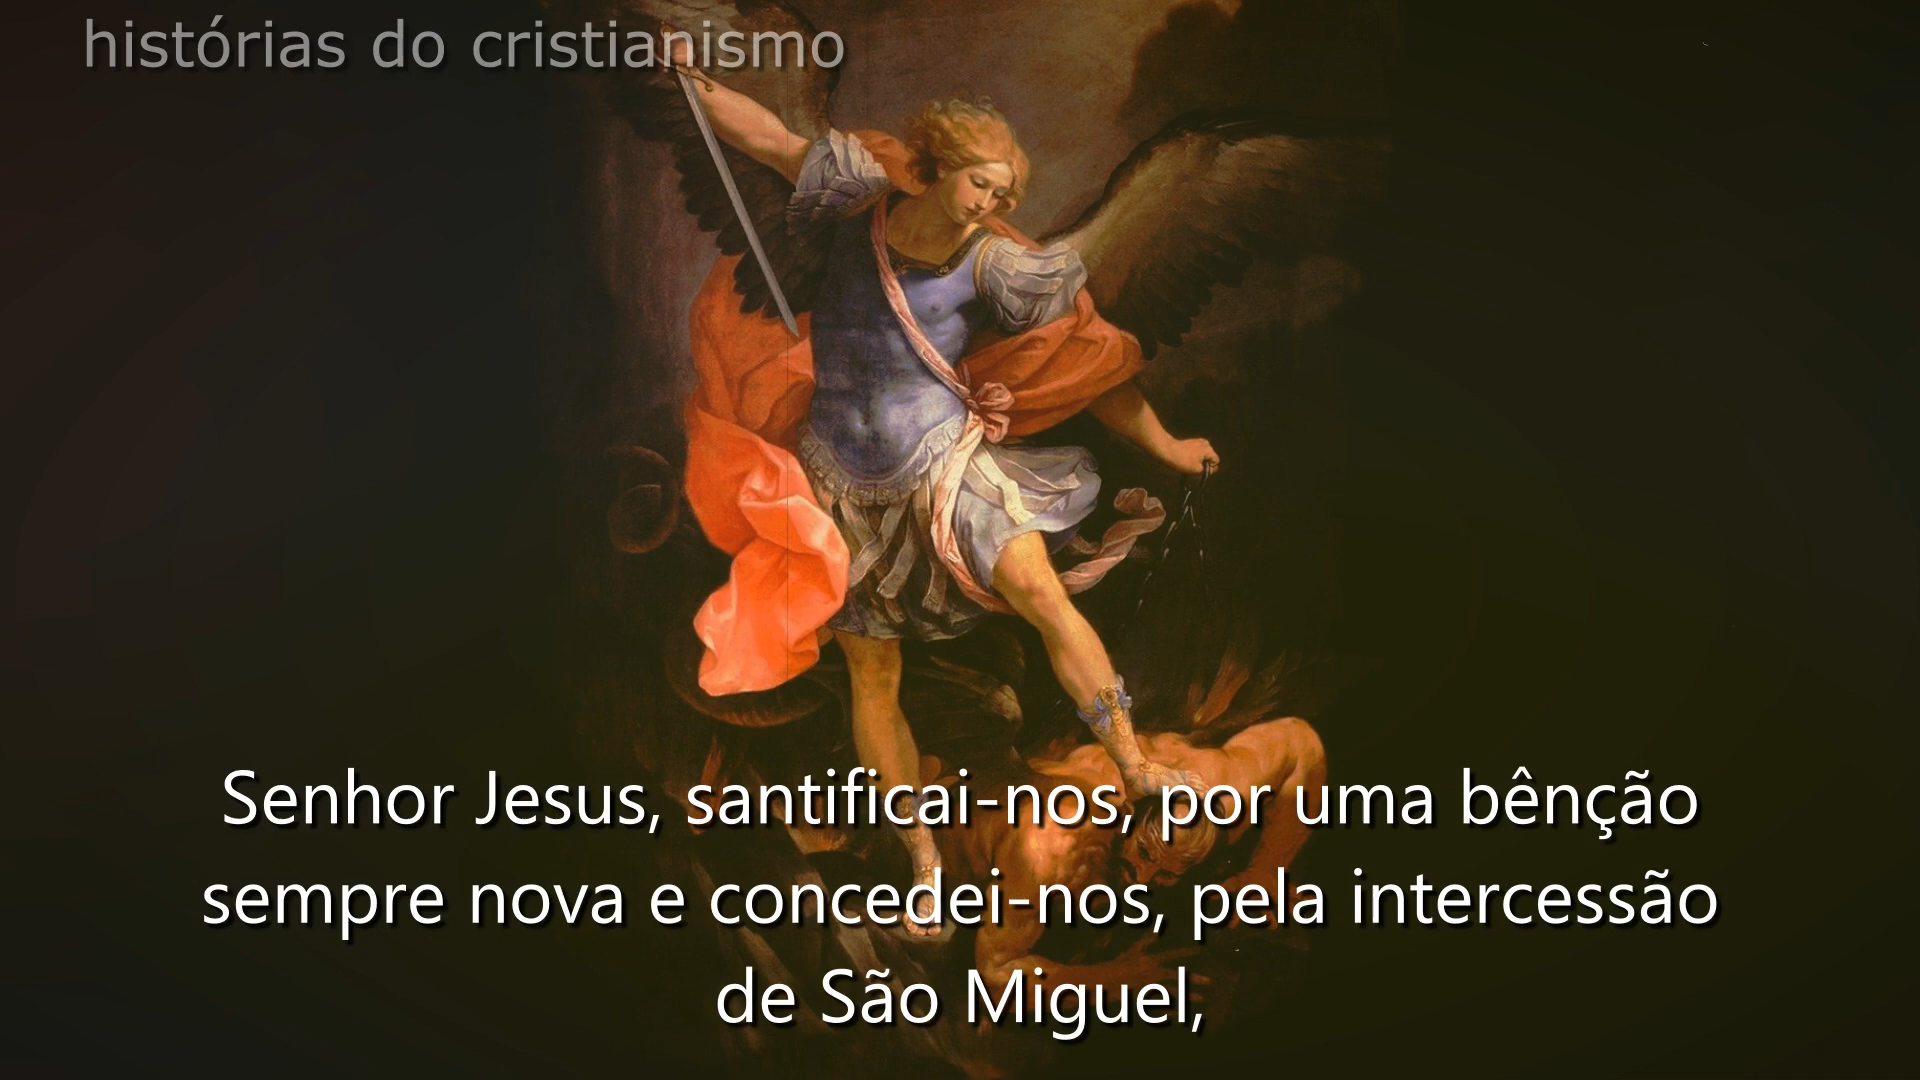 histórias do cristianismo
Senhor Jesus, santificai-nos, por uma bênção
sempre nova e concedei-nos, pela intercessão
de São Miguel,